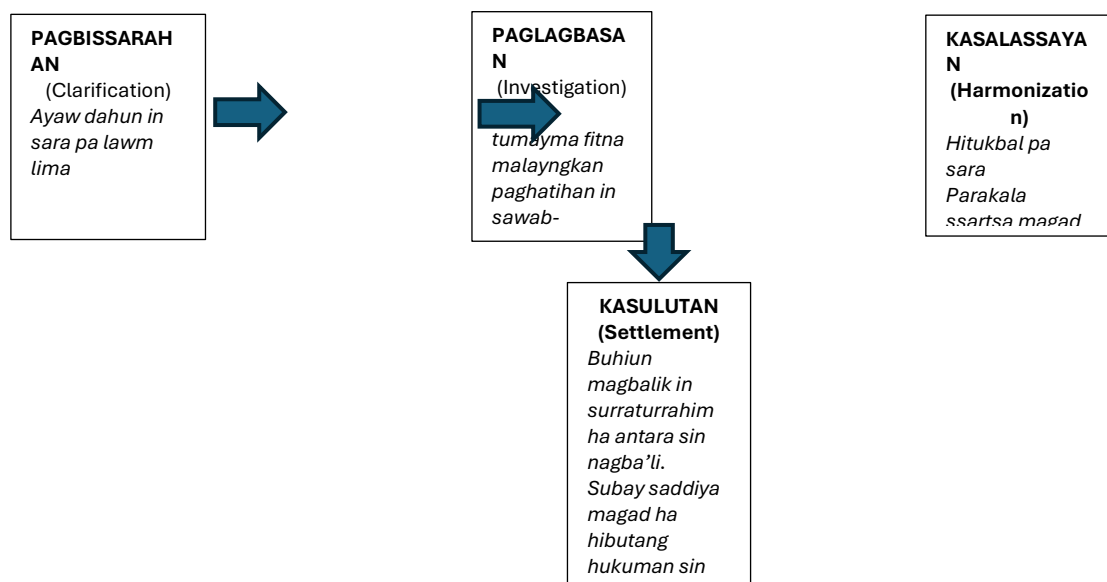 PAGBISSARAH
AN
(Clarification)
Ayaw dahun in
sara pa lawm
lima
PAGLAGBASA
N
(Investigation)
tumayma fitna
malayngkan
paghatihan in
sawab-
KASALASSAYA
N
(Harmonizatio
n)
Hitukbal pa
sara
Parakala
ssartsa magad
KASULUTAN
(Settlement)
Buhiun
magbalik in
surraturrahim
ha antara sin
nagba’li.
Subay saddiya
magad ha
hibutang
hukuman sin